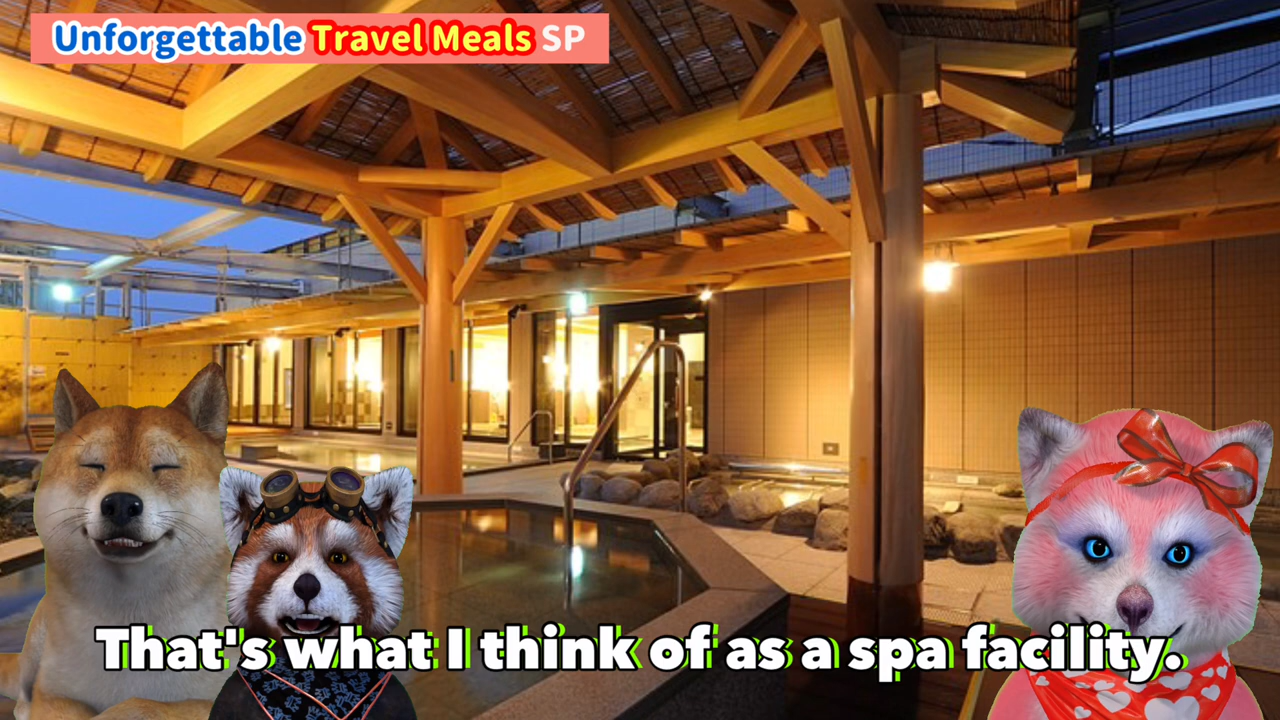 Unforgettable Travel Meals SP
That's what I think of as a spa facility.